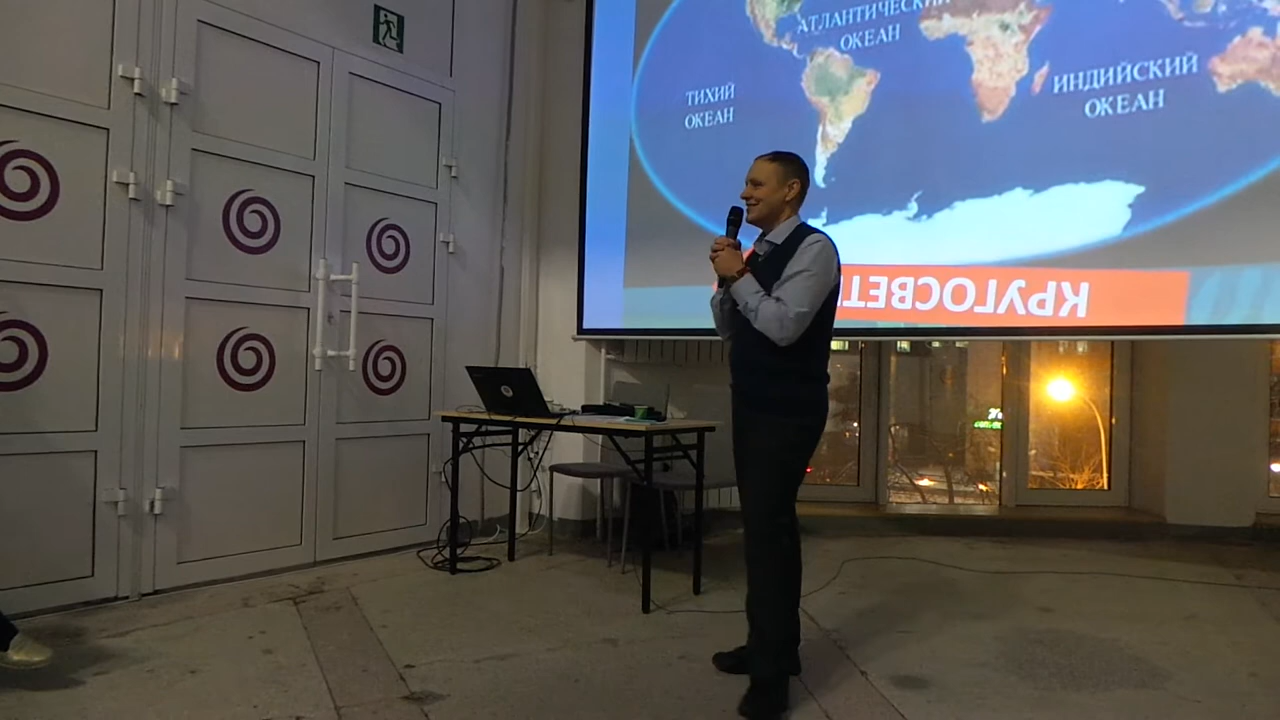 АТЛАНТИЧЕСКИЙ
ОКЕАН
ТИХИЙ
ОКЕАН
ИНДИЙСКИЙ
ОКЕАН
КРУГОСВЕТ